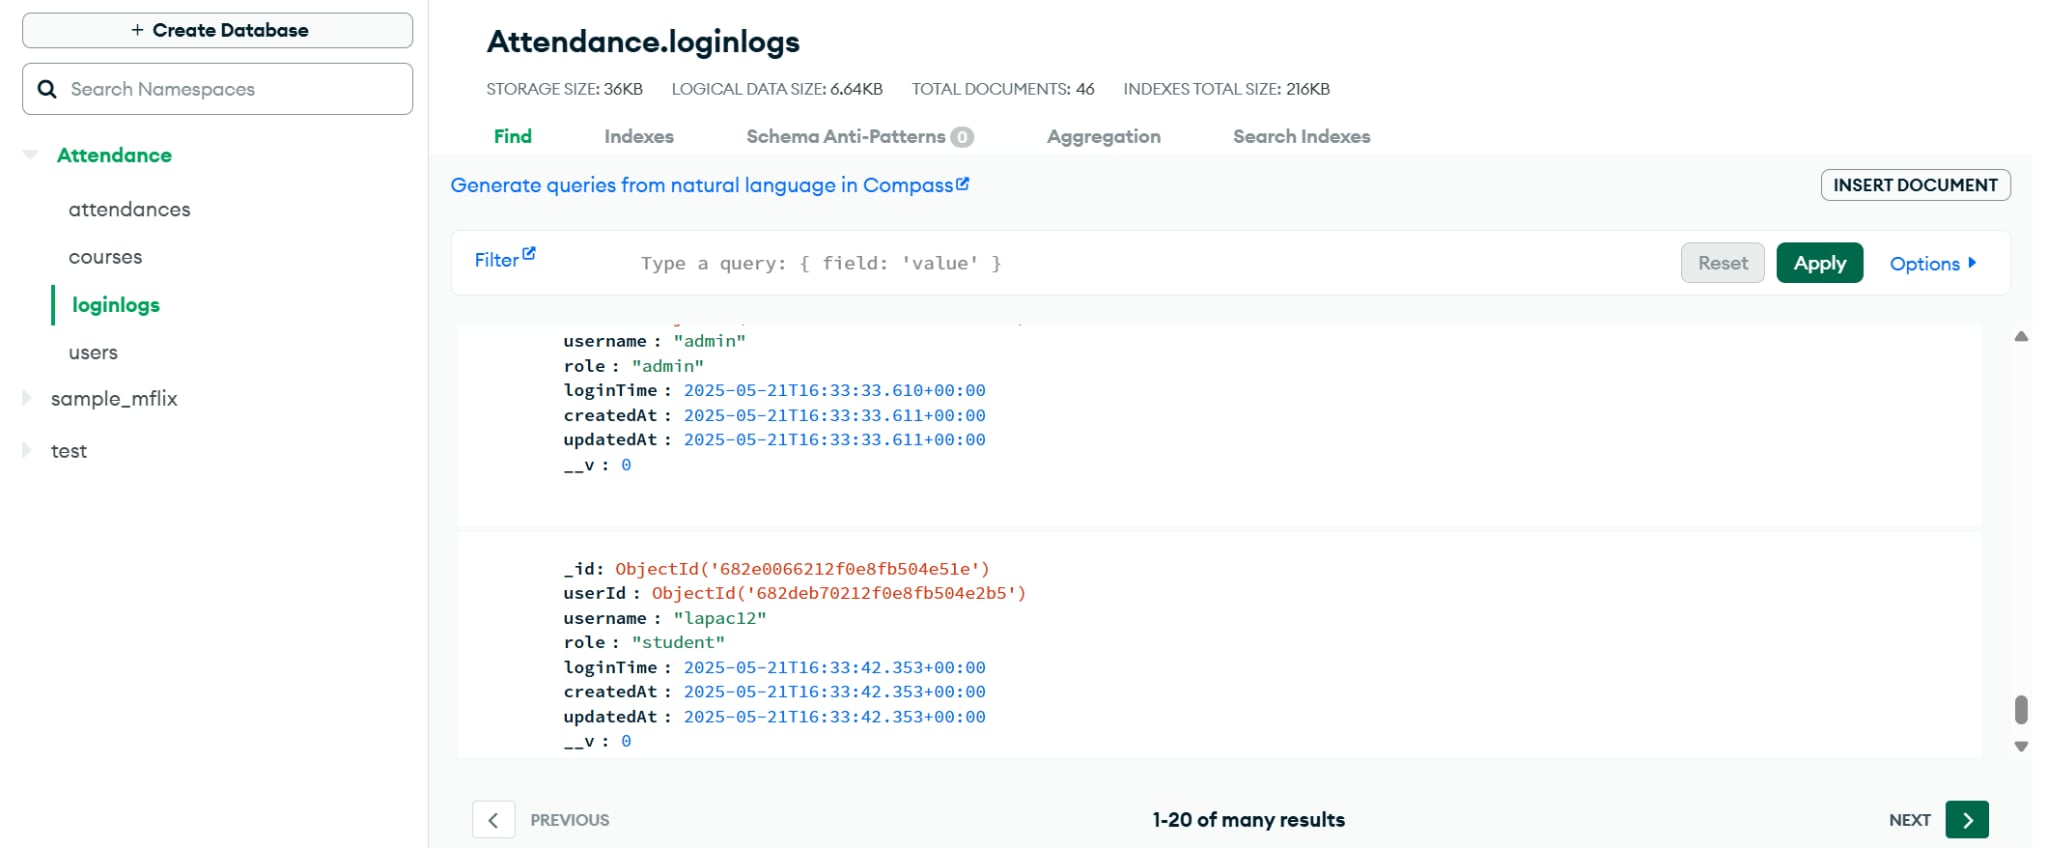 + Create Database
Search Namespaces
Attendance
attendances
courses
loginlogs
users
sample_mflix
test
Attendance.loginlogs
STORAGE SIZE: 36KB LOGICAL DATA SIZE: 6.64KB TOTAL DOCUMENTS: 46 INDEXES TOTAL SIZE: 216KB
Find Indexes Schema Anti-Patterns 0 Aggregation Search Indexes
Generate queries from natural language in Compass
INSERT DOCUMENT
Filter Type a query: { field: 'value' } Reset Apply Options
username : "admin"
role : "admin"
loginTime : 2025-05-21T16:33:33.610+00:00
createdAt : 2025-05-21T16:33:33.611+00:00
updatedAt : 2025-05-21T16:33:33.611+00:00
__v : 0
_id: ObjectId('682e0066212f0e8fb504e51e')
userId : ObjectId('682deb70212f0e8fb504e2b5')
username : "lapac12"
role : "student"
loginTime : 2025-05-21T16:33:42.353+00:00
createdAt : 2025-05-21T16:33:42.353+00:00
updatedAt : 2025-05-21T16:33:42.353+00:00
__v : 0
PREVIOUS 1-20 of many results NEXT